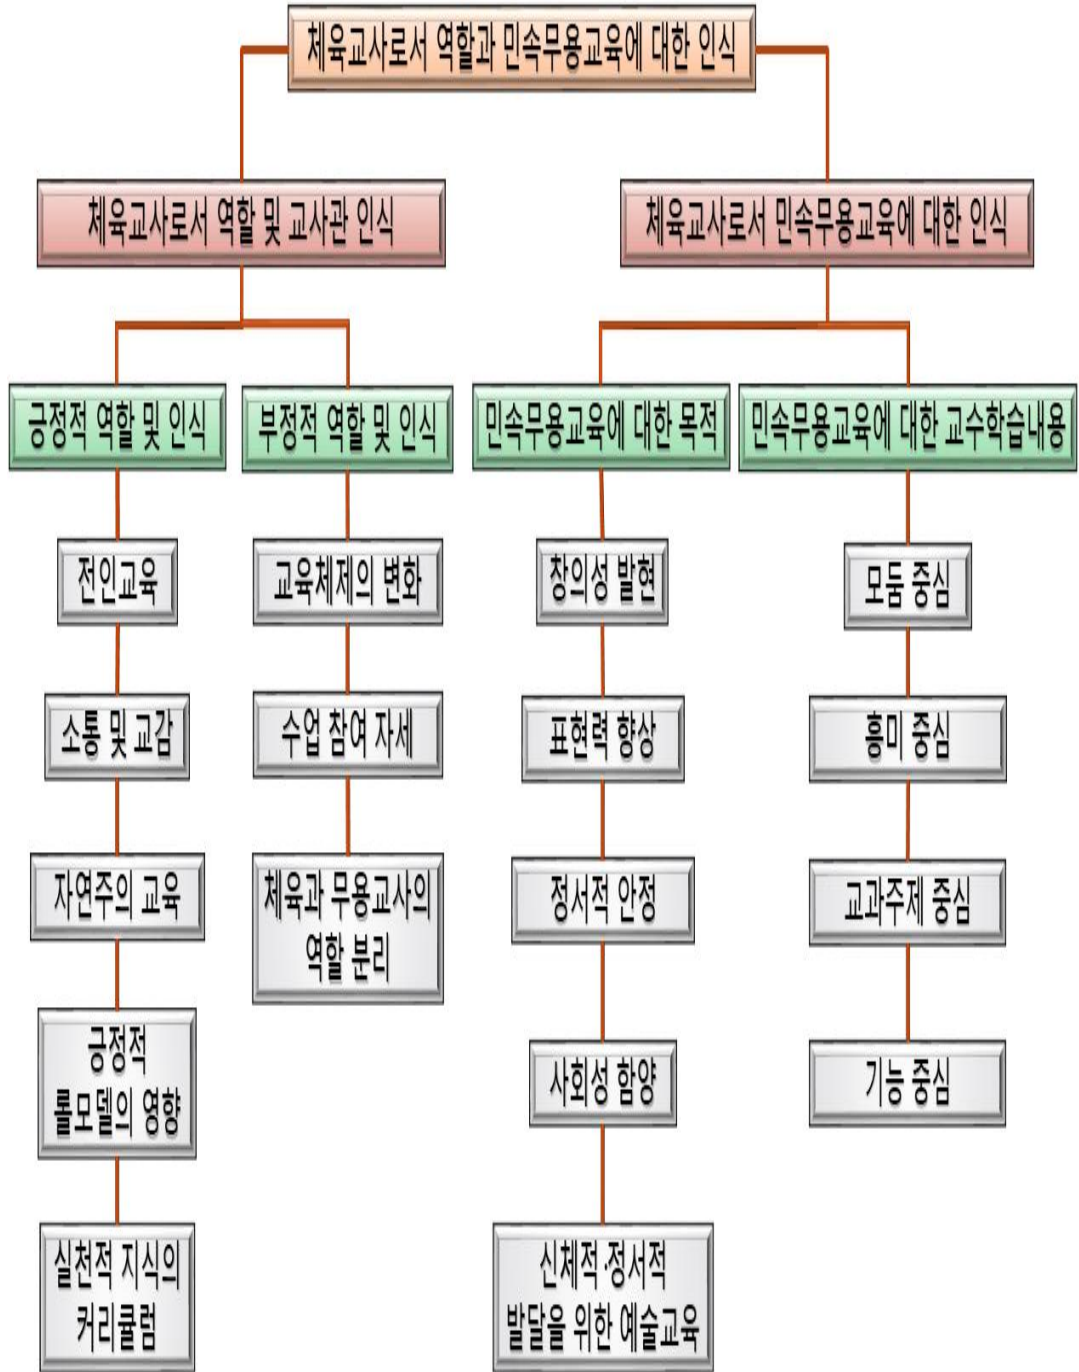 체육교사로서 역할과 민속무용교육에 대한 인식
체육교사로서 역할 및 교사관 인식
체육교사로서 민속무용교육에 대한 인식
긍정적 역할 및 인식
부정적 역할 및 인식
민속무용교육에 대한 목적
민속무용교육에 대한 교수학습내용
전인교육
소통 및 교감
자연주의 교육
긍정적
롤모델의 영향
실천적 지식의
커리큘럼
교육체제의 변화
수업 참여 자세
체육과 무용교사의
역할 분리
창의성 발현
표현력 향상
정서적 안정
사회성 함양
신체적·정서적
발달을 위한 예술교육
모둠 중심
흥미 중심
교과주제 중심
기능 중심